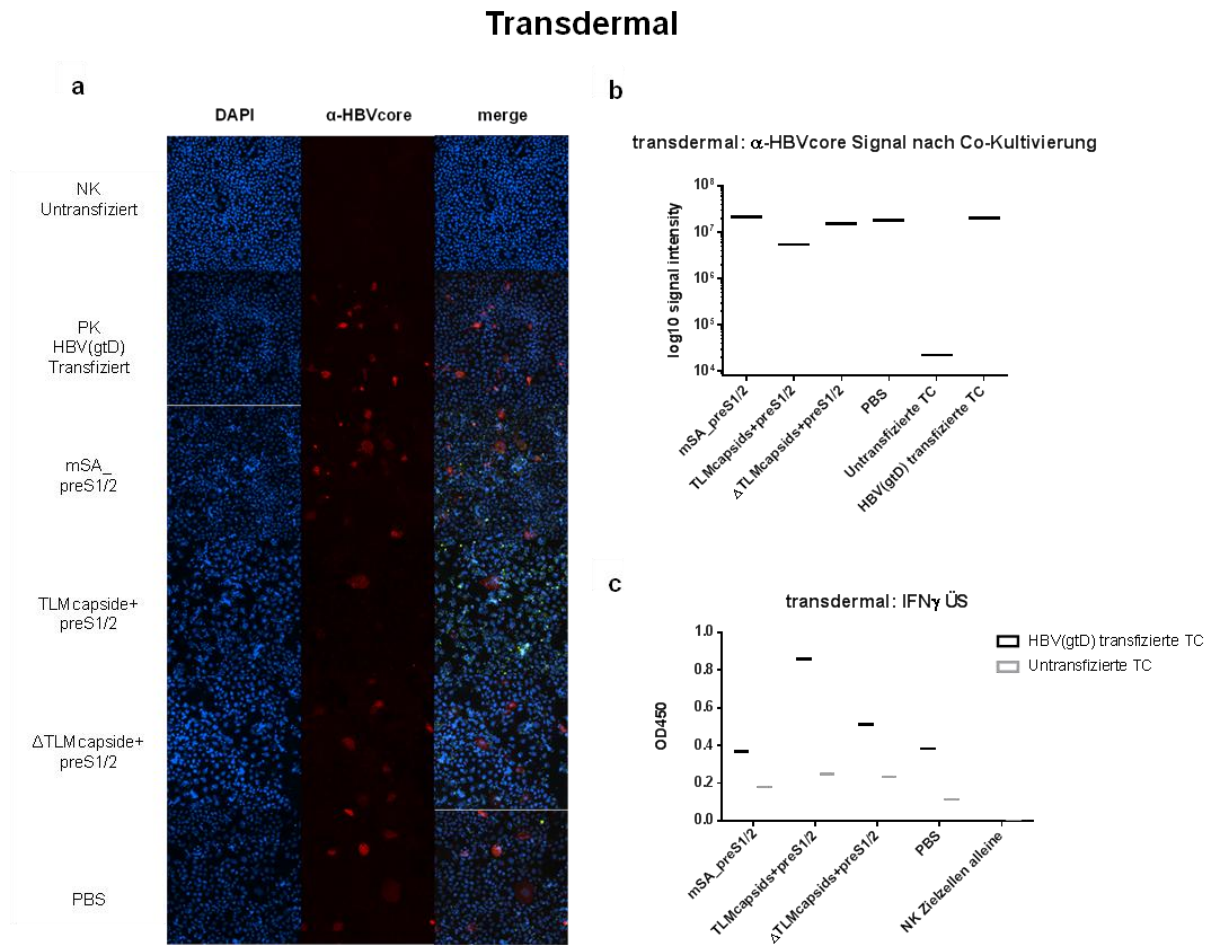 Transdermal
a
DAPI α-HBVcore merge
NK
Untransfiziert
PK
HBV(gtD)
Transfiziert
mSA_
preS1/2
TLMcapside+
preS1/2
ΔTLMcapside+
preS1/2
PBS
b
transdermal: α-HBVcore Signal nach Co-Kultivierung
log10 signal intensity
10⁸
10⁷
10⁶
10⁵
10⁴
mSA_preS1/2
TLMcapsids+preS1/2
ΔTLMcapsids+preS1/2
PBS
Untransfizierte TC
HBV(gtD) transfizierte TC
c
transdermal: IFNγ ÜS
OD450
1.0
0.8
0.6
0.4
0.2
0.0
HBV(gtD) transfizierte TC
Untransfizierte TC
mSA_preS1/2
TLMcapsids+preS1/2
ΔTLMcapsids+preS1/2
PBS
NK Zielzellen alleine